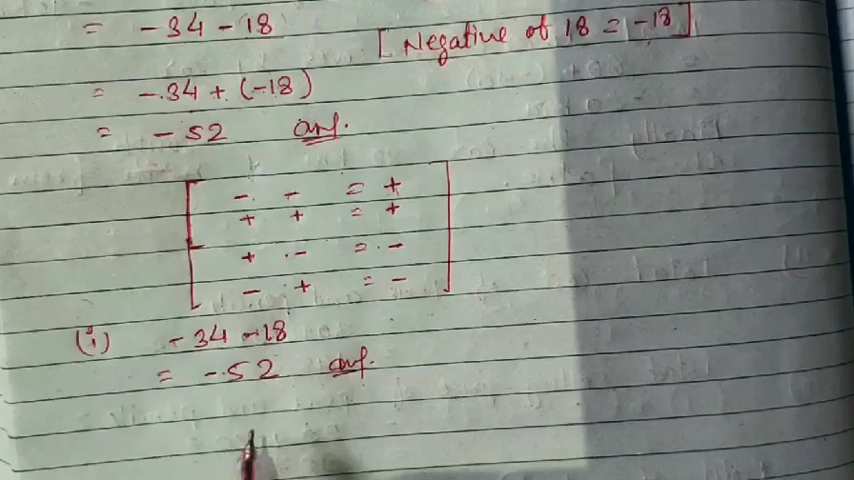 = -34 - 18
[Negative of 18 = -18]
= -34 + (-18)
= -52 ans.
- - = +
+ + = +
+ - = -
- + = -
(i) -34 -18
= -52 ans.